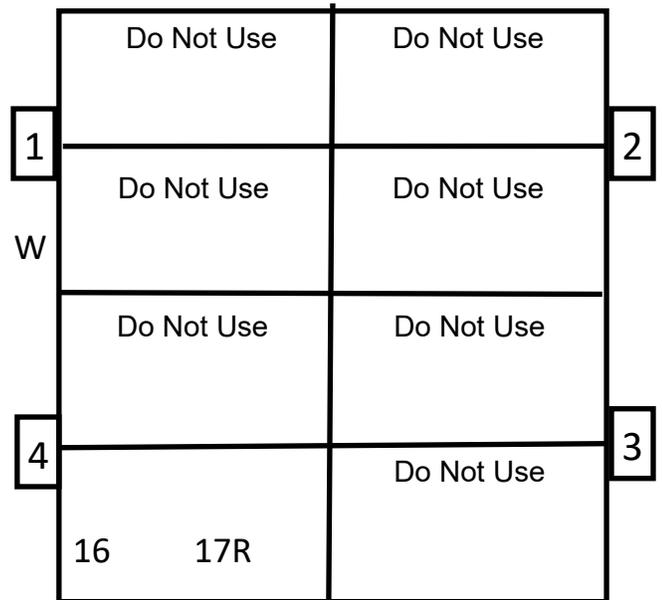 Do Not Use Do Not Use
1 2
Do Not Use Do Not Use
W
Do Not Use Do Not Use
4 3
Do Not Use
16 17R